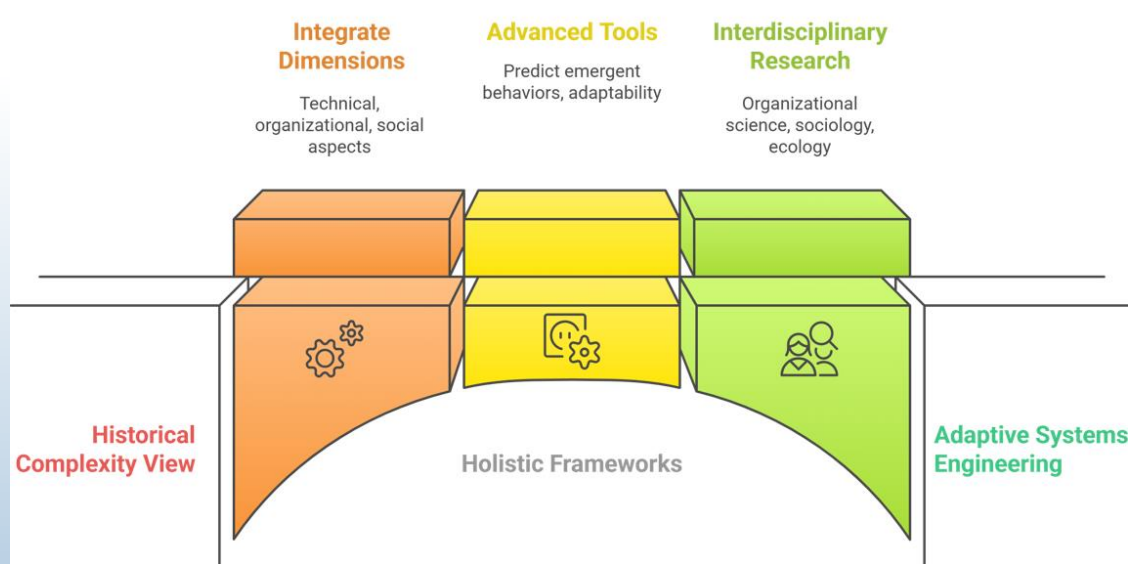 Integrate
Dimensions
Technical,
organizational, social
aspects
Advanced Tools
Predict emergent
behaviors, adaptability
Interdisciplinary
Research
Organizational
science, sociology,
ecology
Historical
Complexity View
Holistic Frameworks
Adaptive Systems
Engineering